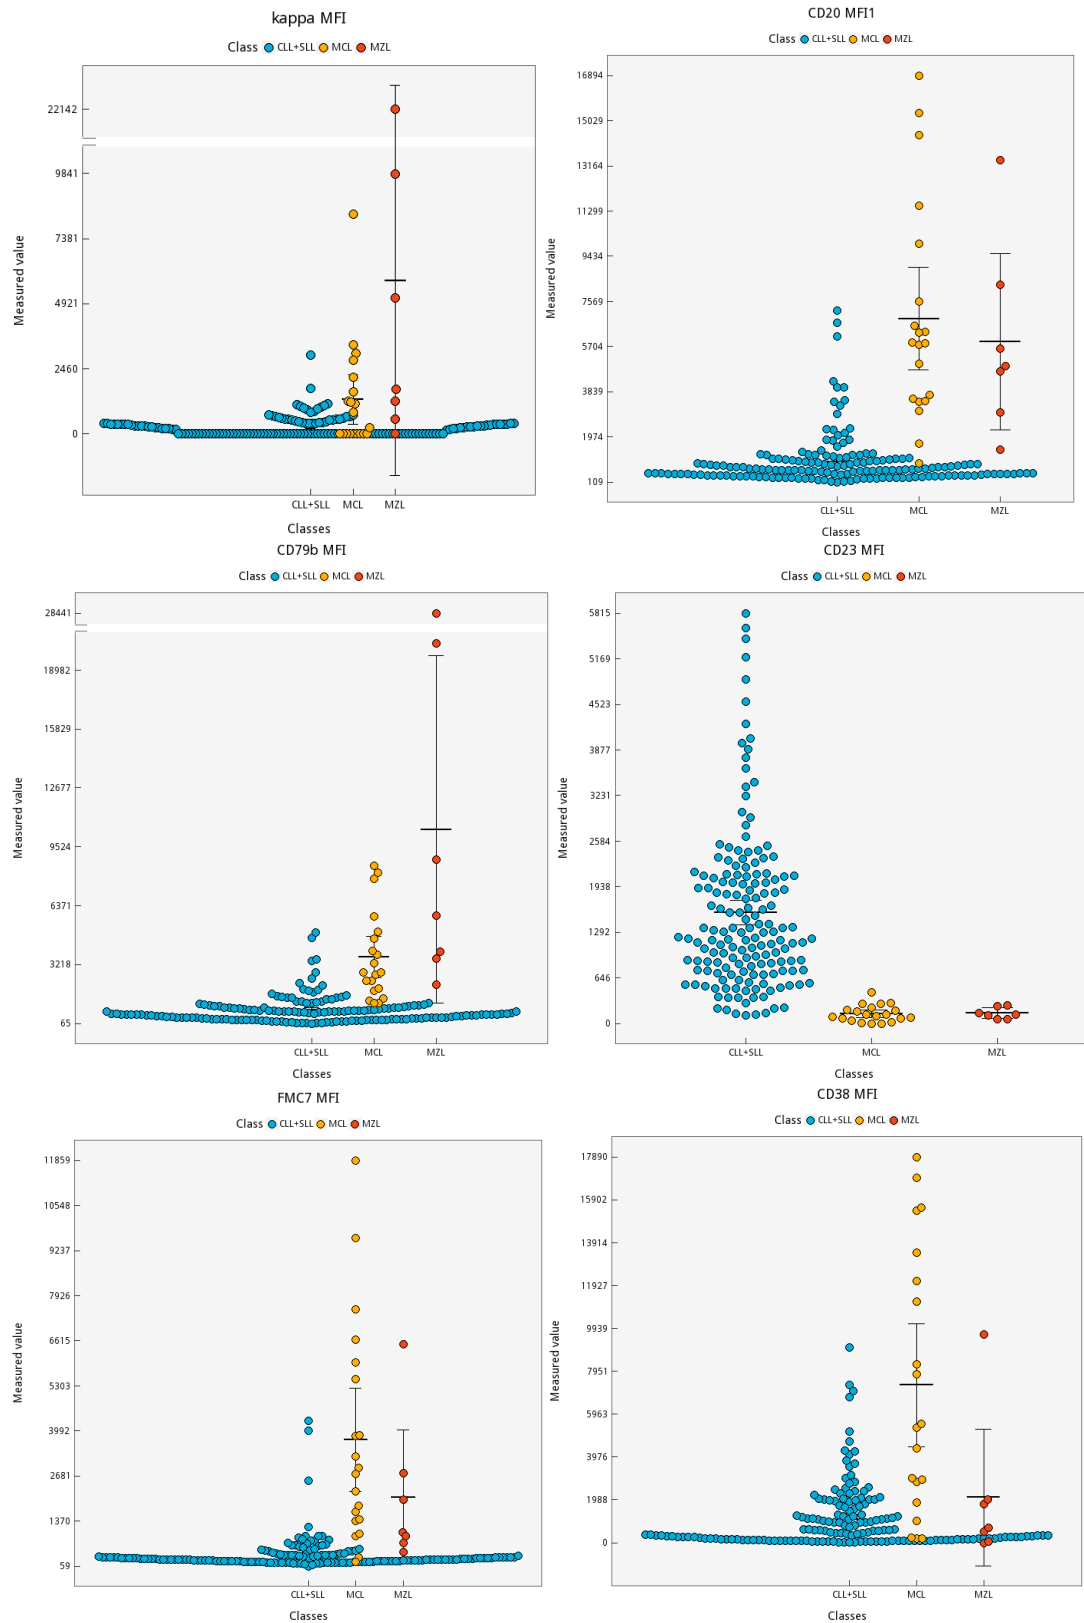 kappa MFI
Class CLL+SLL MCL MZL
22142
9841
7381
4921
2460
0
Measured value
CLL+SLL MCL MZL
Classes
CD20 MFI1
Class CLL+SLL MCL MZL
16894
15029
13164
11299
9434
7569
5704
3839
1974
109
Measured value
CLL+SLL MCL MZL
Classes
CD79b MFI
Class CLL+SLL MCL MZL
28441
18982
15829
12677
9524
6371
3218
65
Measured value
CLL+SLL MCL MZL
Classes
CD23 MFI
Class CLL+SLL MCL MZL
5815
5169
4523
3877
3231
2584
1938
1292
646
0
Measured value
CLL+SLL MCL MZL
Classes
FMC7 MFI
Class CLL+SLL MCL MZL
11859
10548
9237
7926
6615
5303
3992
2681
1370
59
Measured value
CLL+SLL MCL MZL
Classes
CD38 MFI
Class CLL+SLL MCL MZL
17890
15902
13914
11927
9939
7951
5963
3976
1988
0
Measured value
CLL+SLL MCL MZL
Classes